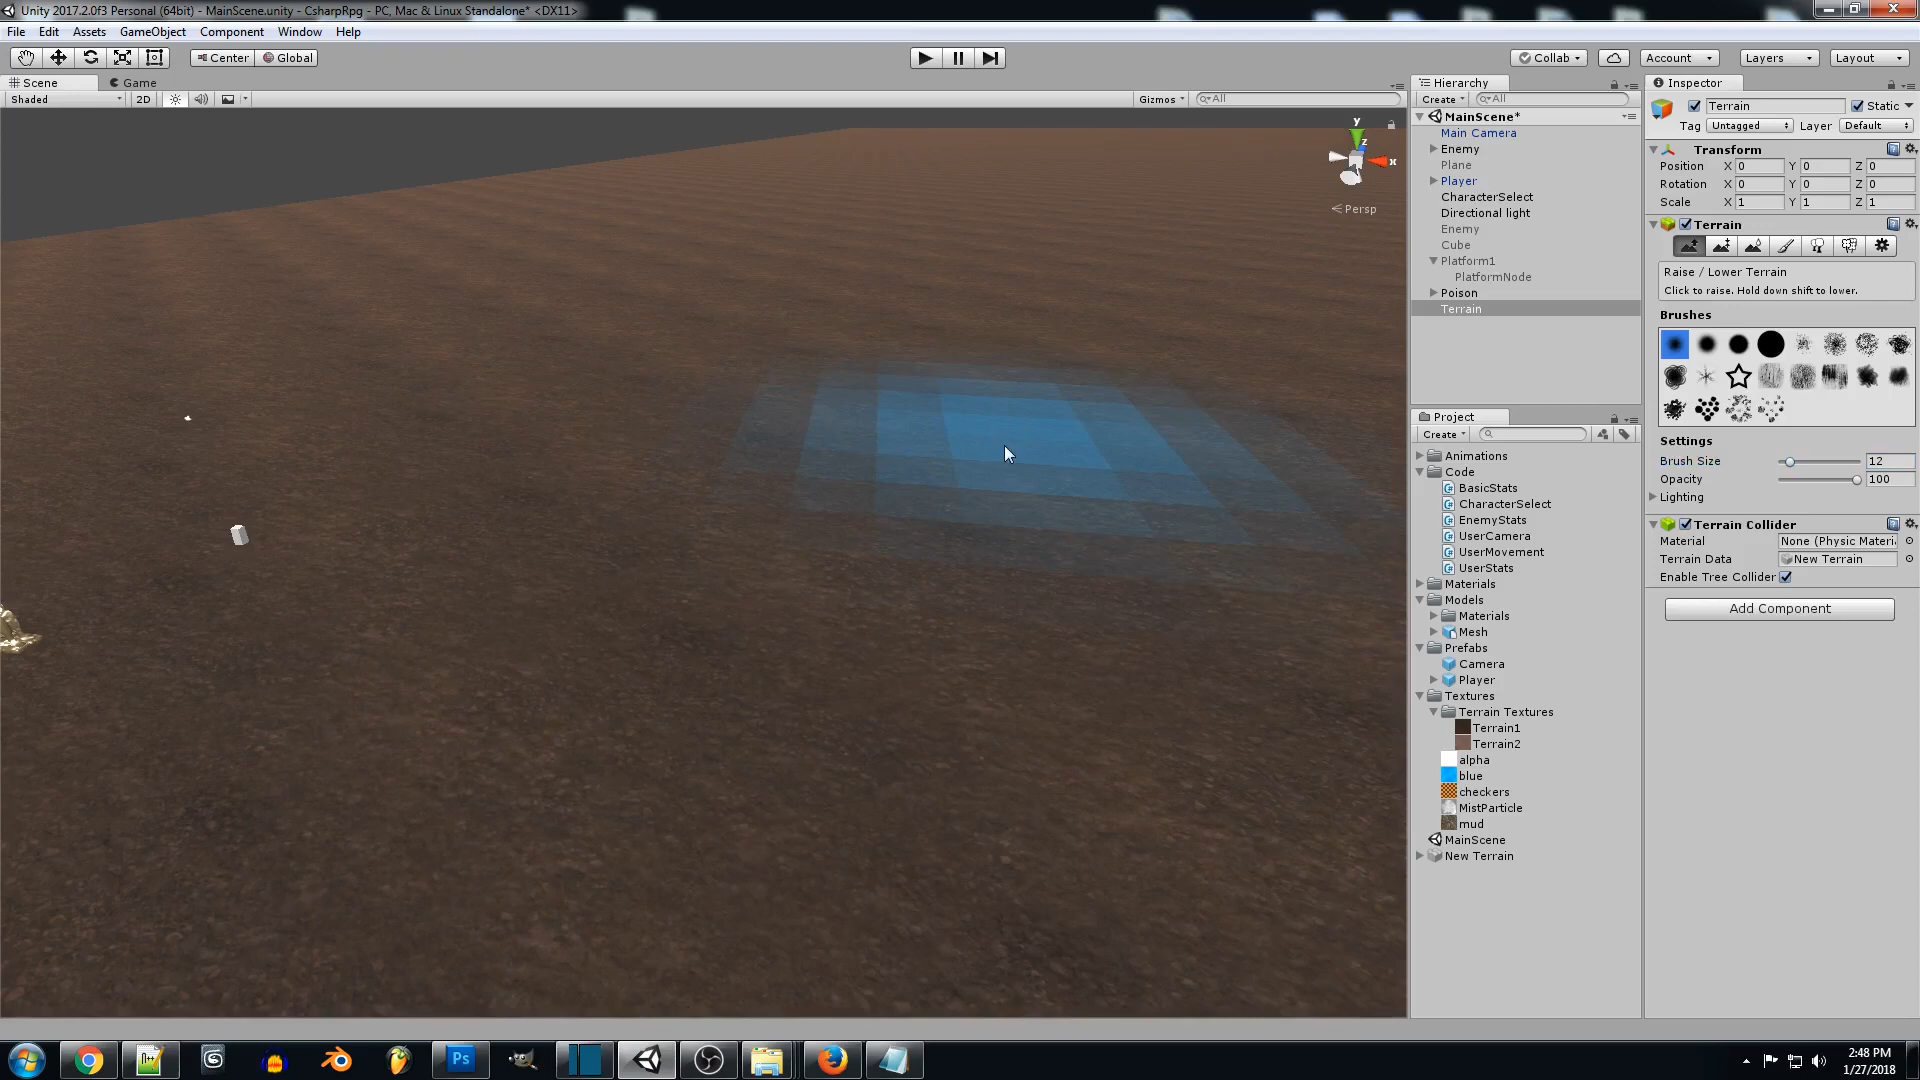 Unity 2017.2.0f3 Personal (64bit) - MainScene.unity - CsharpRpg - PC, Mac & Linux Standalone* <DX11>
File Edit Assets GameObject Component Window Help
Center Global Collab Account Layers Layout
Scene Game
Shaded 2D Gizmos All
y
z
x
Persp
Hierarchy
Create All
MainScene*
Main Camera
Enemy
Plane
Player
CharacterSelect
Directional light
Enemy
Cube
Platform1
PlatformNode
Poison
Terrain
Project
Create
Animations
Code
BasicStats
CharacterSelect
EnemyStats
UserCamera
UserMovement
UserStats
Materials
Models
Materials
Mesh
Prefabs
Camera
Player
Textures
Terrain Textures
Terrain1
Terrain2
alpha
blue
checkers
MistParticle
mud
MainScene
New Terrain
Inspector
Terrain Static
Tag Untagged Layer Default
Transform
Position X 0 Y 0 Z 0
Rotation X 0 Y 0 Z 0
Scale X 1 Y 1 Z 1
Terrain
Raise / Lower Terrain
Click to raise. Hold down shift to lower.
Brushes
Settings
Brush Size 12
Opacity 100
Lighting
Terrain Collider
Material None (Physic Materi
Terrain Data New Terrain
Enable Tree Collider
Add Component
Ps
2:48 PM
1/27/2018